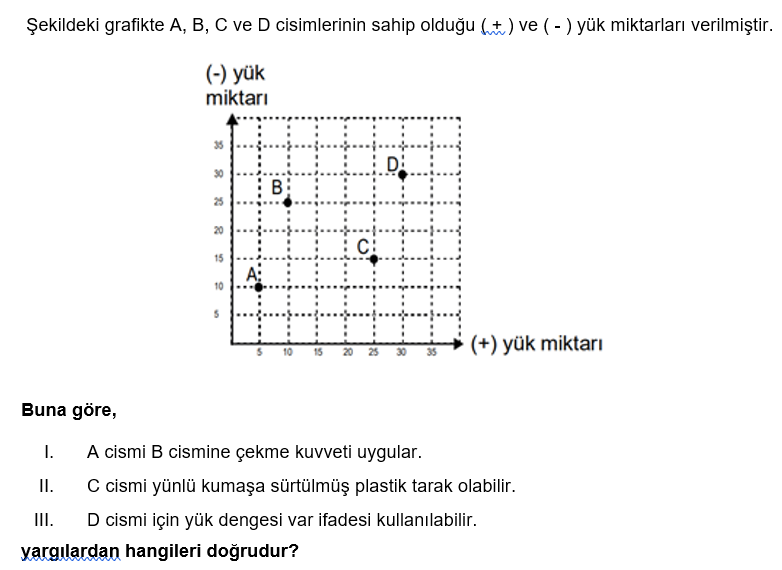 Şekildeki grafikte A, B, C ve D cisimlerinin sahip olduğu ( + ) ve ( - ) yük miktarları verilmiştir.
(-) yük
miktarı
35
30
25
20
15
10
5
D
B
C
A
5 10 15 20 25 30 35
(+) yük miktarı
Buna göre,
I. A cismi B cismine çekme kuvveti uygular.
II. C cismi yünlü kumaşa sürtülmüş plastik tarak olabilir.
III. D cismi için yük dengesi var ifadesi kullanılabilir.
yargılardan hangileri doğrudur?